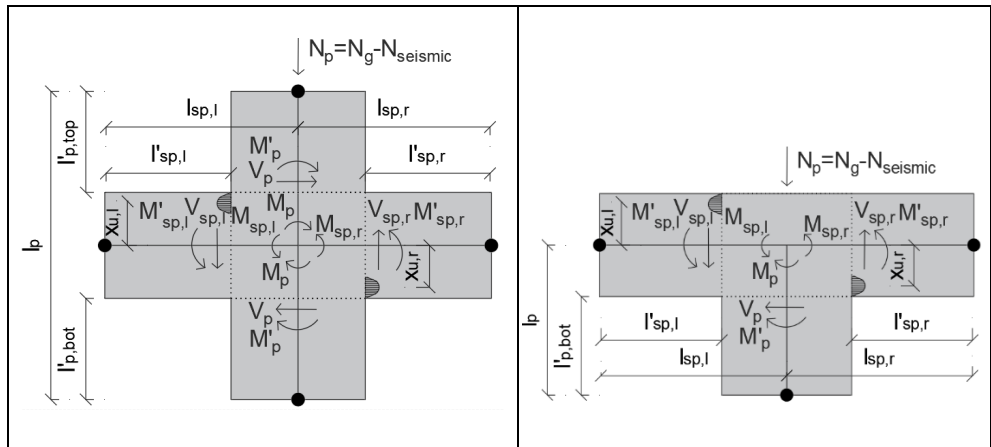 N_p=N_g-N_seismic
l_sp,l l_sp,r
l'_p,top
l'_sp,l l'_sp,r
M'_p
V_p
x_u,l M'_sp,l V_sp,l M_sp,l M_p M_sp,r V_sp,r M'_sp,r
l_p
M_p x_u,r
V_p
M'_p
l'_p,bot
N_p=N_g-N_seismic
x_u,l M'_sp,l V_sp,l M_sp,l M_sp,r V_sp,r M'_sp,r
M_p x_u,r
V_p
M'_p
l_p
l'_p,bot
l'_sp,l l'_sp,r
l_sp,l l_sp,r